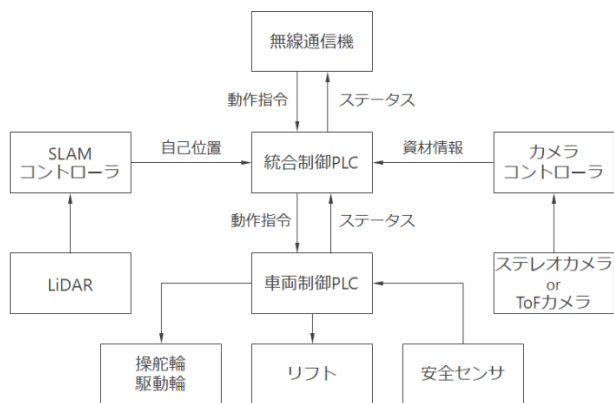 無線通信機
動作指令
ステータス
SLAM
コントローラ
自己位置
統合制御PLC
資材情報
カメラ
コントローラ
動作指令
ステータス
LiDAR
車両制御PLC
ステレオカメラ
or
ToFカメラ
操舵輪
駆動輪
リフト
安全センサ